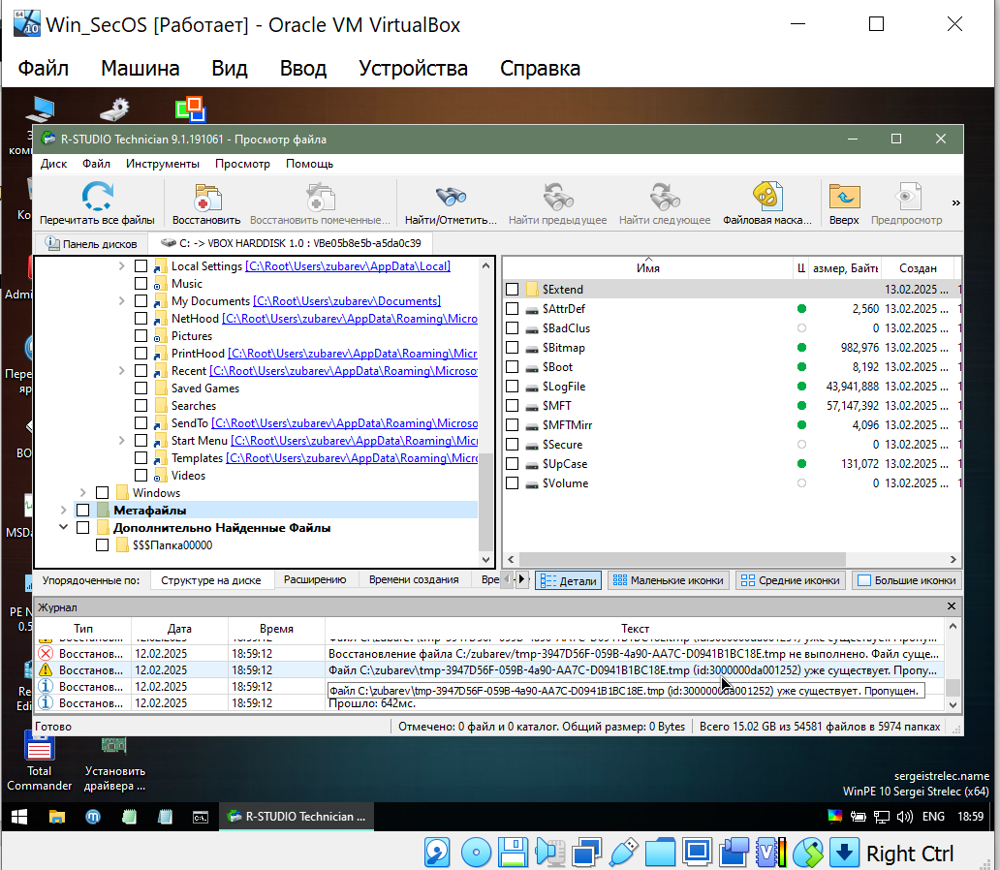 Win_SecOS [Работает] - Oracle VM VirtualBox
Файл Машина Вид Ввод Устройства Справка
R-STUDIO Technician 9.1.191061 - Просмотр файла
Диск Файл Инструменты Просмотр Помощь
Перечитать все файлы Восстановить Восстановить помеченные... Найти/Отметить... Найти предыдущее Найти следующее Файловая маска... Вверх Предпросмотр
Панель дисков C: -> VBOX HARDDISK 1.0 : VBe05b8e5b-a5da0c39
Local Settings [C:\Root\Users\zubarev\AppData\Local]
Music
My Documents [C:\Root\Users\zubarev\Documents]
NetHood [C:\Root\Users\zubarev\AppData\Roaming\Micro
Pictures
PrintHood [C:\Root\Users\zubarev\AppData\Roaming\Micr
Recent [C:\Root\Users\zubarev\AppData\Roaming\Microso
Saved Games
Searches
SendTo [C:\Root\Users\zubarev\AppData\Roaming\Microso
Start Menu [C:\Root\Users\zubarev\AppData\Roaming\Mic
Templates [C:\Root\Users\zubarev\AppData\Roaming\Micr
Videos
Windows
Метафайлы
Дополнительно Найденные Файлы
$$$Папка00000
Имя Ц азмер, Байты Создан
$Extend 13.02.2025 ...
$AttrDef 2,560 13.02.2025 ...
$BadClus 0 13.02.2025 ...
$Bitmap 982,976 13.02.2025 ...
$Boot 8,192 13.02.2025 ...
$LogFile 43,941,888 13.02.2025 ...
$MFT 57,147,392 13.02.2025 ...
$MFTMirr 4,096 13.02.2025 ...
$Secure 0 13.02.2025 ...
$UpCase 131,072 13.02.2025 ...
$Volume 0 13.02.2025 ...
Упорядоченные по: Структуре на диске Расширению Времени создания Вре
Детали Маленькие иконки Средние иконки Большие иконки
Журнал
Тип Дата Время Текст
Восстанов... 12.02.2025 18:59:12 Восстановление файла C:\zubarev\tmp-3947D56F-059B-4a90-AA7C-D0941B1BC18E.tmp не выполнено. Файл суще...
Восстанов... 12.02.2025 18:59:12 Файл C:\zubarev\tmp-3947D56F-059B-4a90-AA7C-D0941B1BC18E.tmp (id:3000000da001252) уже существует. Пропу...
Восстанов... 12.02.2025 18:59:12
Файл C:\zubarev\tmp-3947D56F-059B-4a90-AA7C-D0941B1BC18E.tmp (id:3000000da001252) уже существует. Пропущен.
Восстанов... 12.02.2025 18:59:12 Прошло: 642мс.
Готово Отмечено: 0 файл и 0 каталог. Общий размер: 0 Bytes Всего 15.02 GB из 54581 файлов в 5974 папках
Total Commander
Установить драйвера ...
sergeistrelec.name
WinPE 10 Sergei Strelec (x64)
R-STUDIO Technician ... ENG 18:59
Right Ctrl